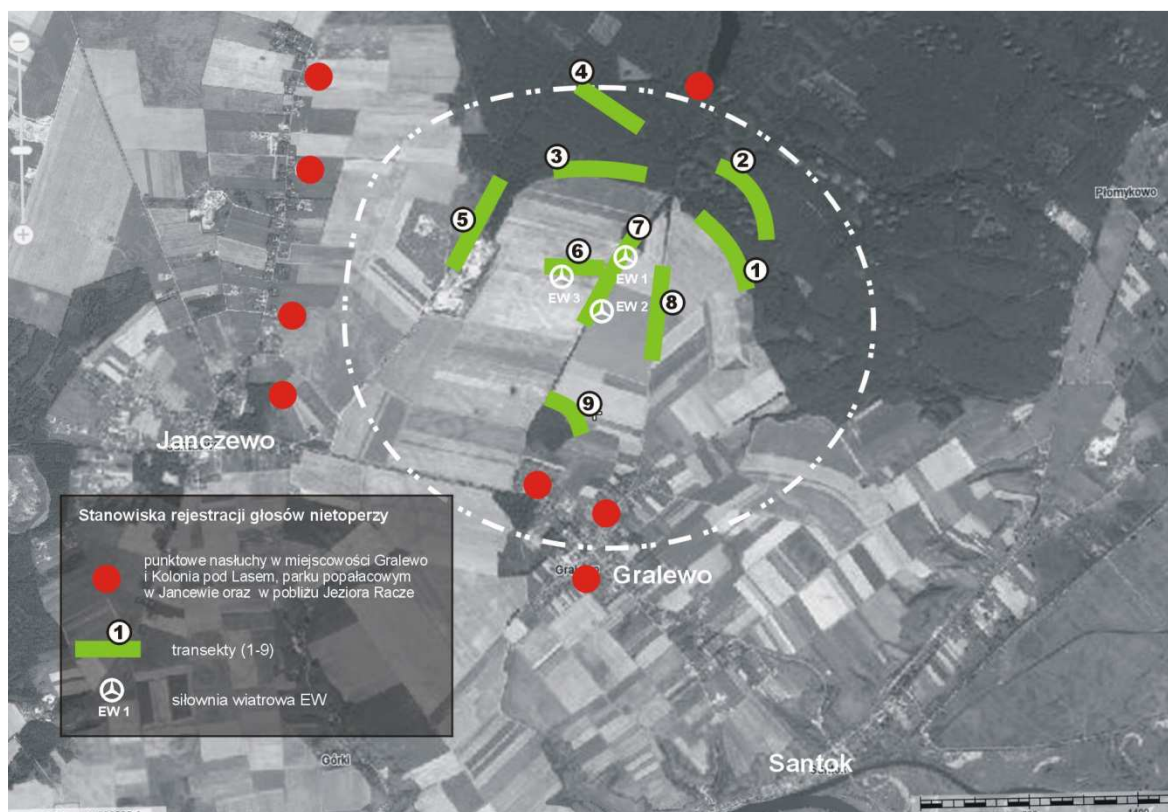 4
3
2
Płomykowo
5
7
6
1
EW 1
EW 3
EW 2
8
9
Janczewo
Gralewo
Stanowiska rejestracji głosów nietoperzy
punktowe nasłuchy w miejscowości Gralewo
i Kolonia pod Lasem, parku popałacowym
w Jancewie oraz w pobliżu Jeziora Racze
1
transekty (1-9)
EW 1
siłownia wiatrowa EW
Górki
Santok